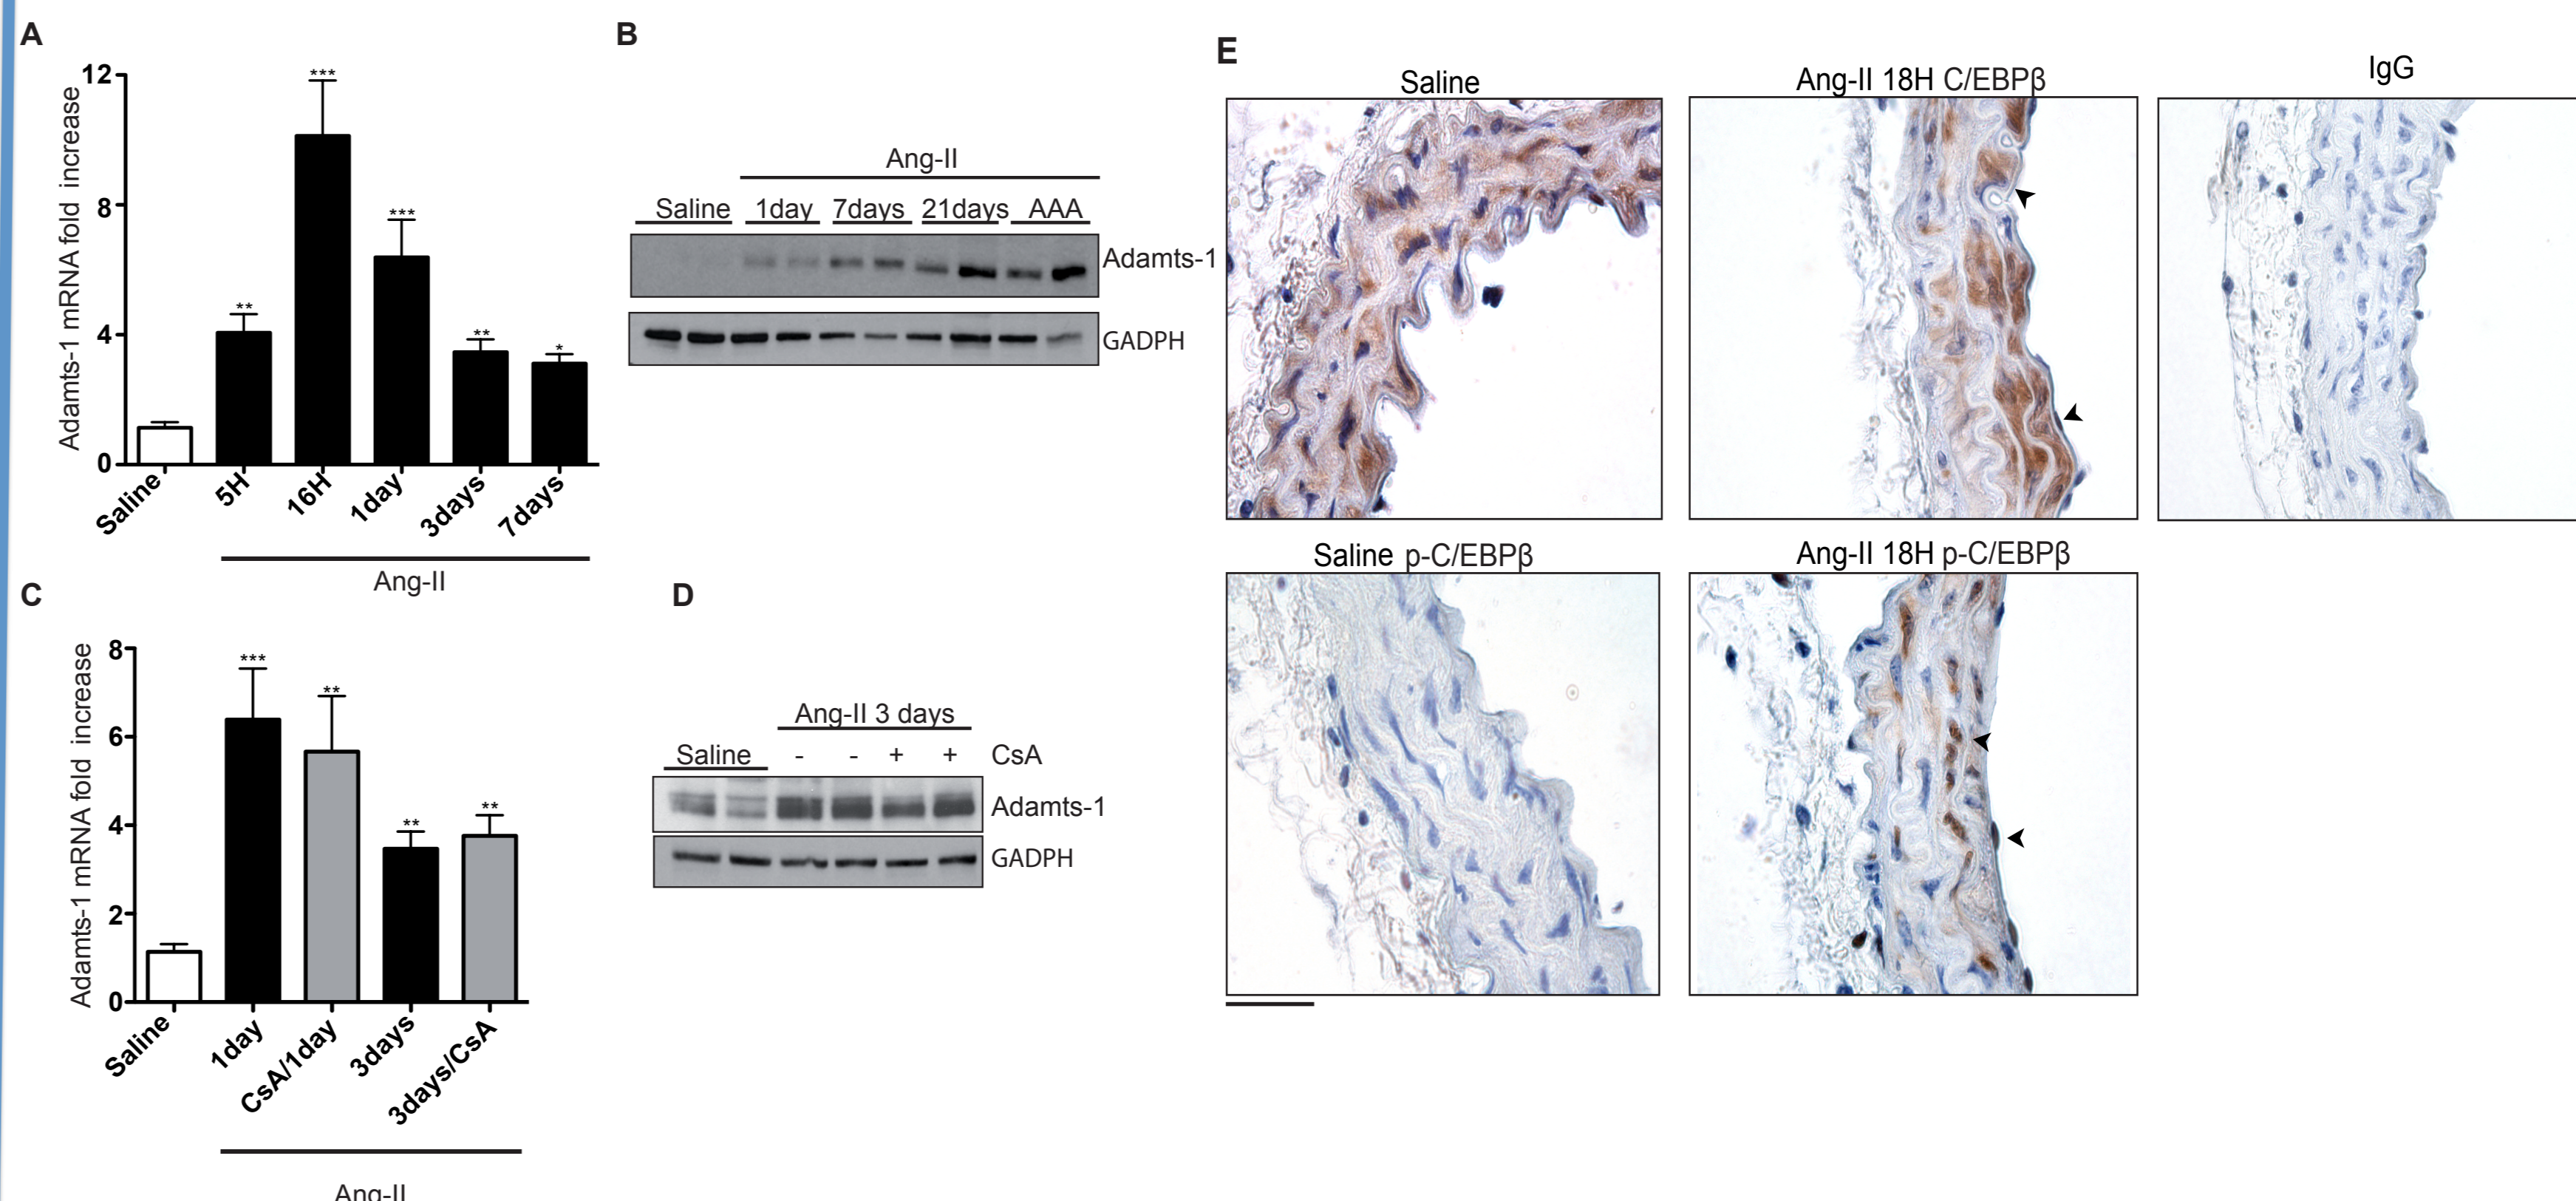 A
Adamts-1 mRNA fold increase
12
8
4
0
***
***
**
**
*
Saline
5H
16H
1day
3days
7days
Ang-II
B
Ang-II
Saline 1day 7days 21days AAA
Adamts-1
GADPH
C
Adamts-1 mRNA fold increase
8
6
4
2
0
***
**
**
**
Saline
1day
CsA/1day
3days
3days/CsA
Ang-II
D
Ang-II 3 days
Saline - - + + CsA
Adamts-1
GADPH
E
Saline
Ang-II 18H C/EBPβ
IgG
Saline p-C/EBPβ
Ang-II 18H p-C/EBPβ